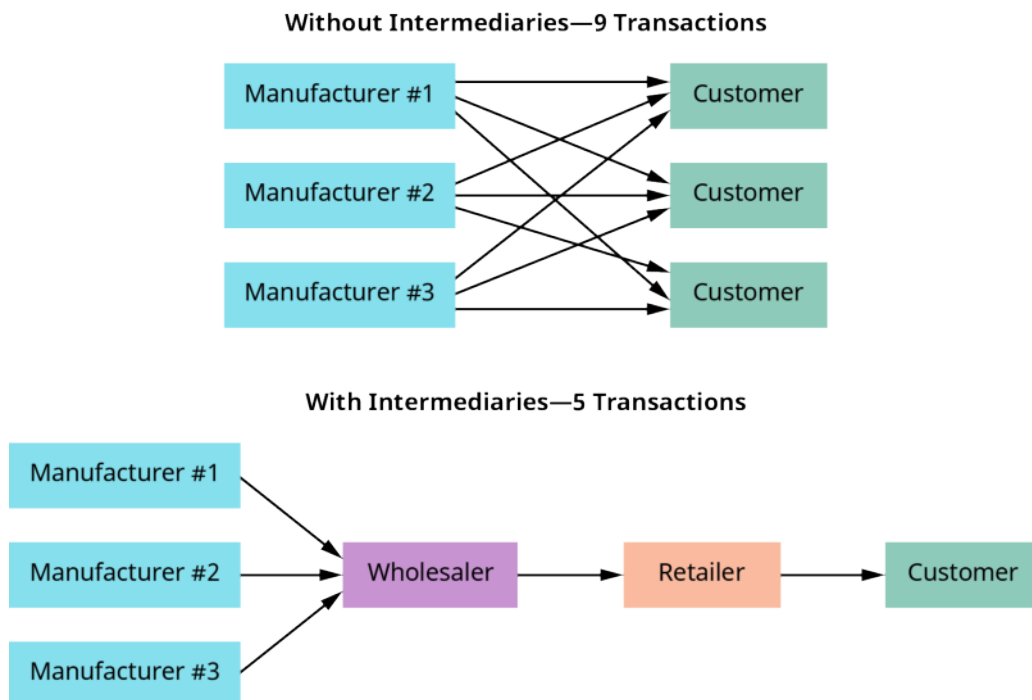 Without Intermediaries—9 Transactions
Manufacturer #1
Customer
Manufacturer #2
Customer
Manufacturer #3
Customer
With Intermediaries—5 Transactions
Manufacturer #1
Manufacturer #2
Wholesaler
Retailer
Customer
Manufacturer #3